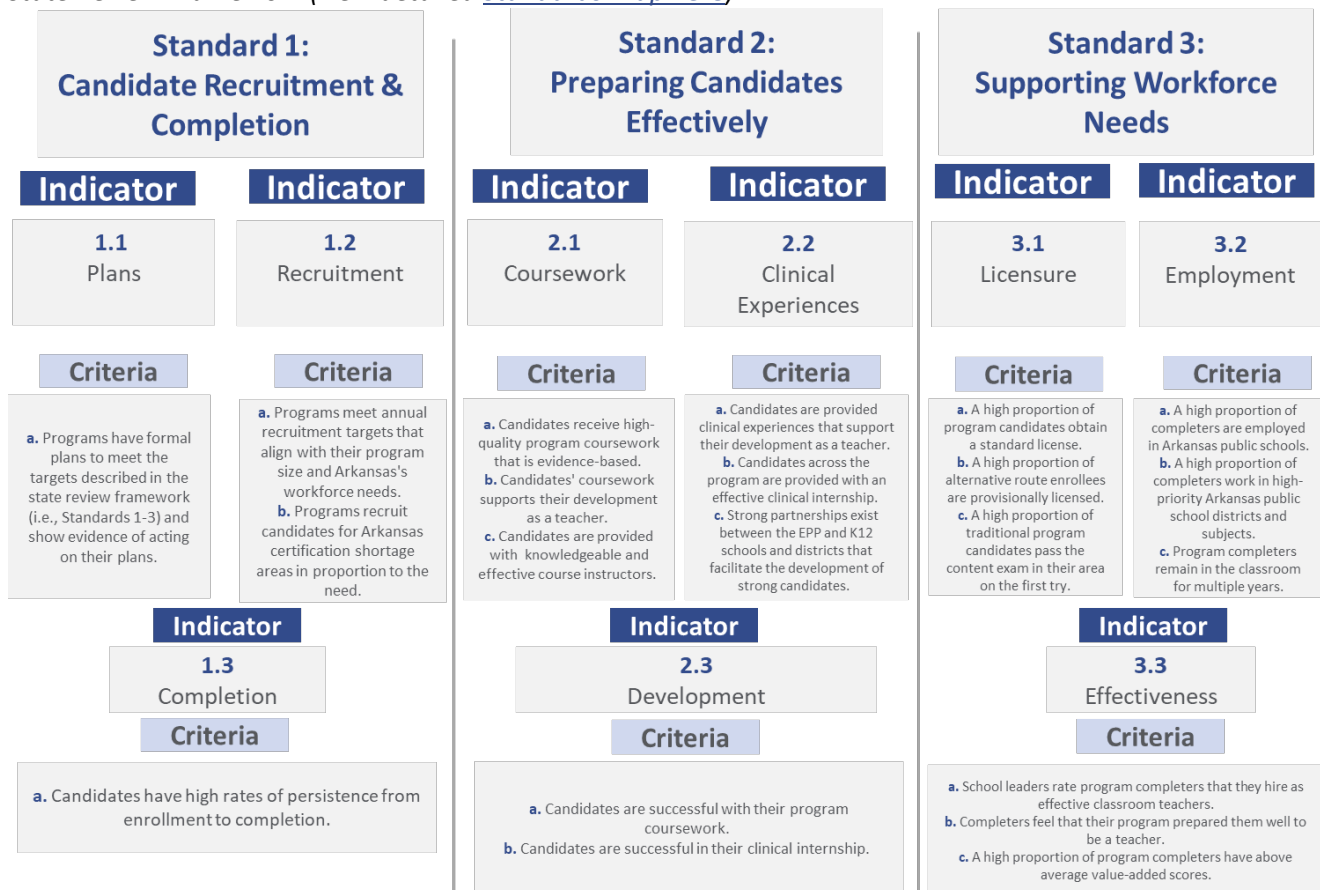 Standard 1:
Candidate Recruitment &
Completion
Indicator
1.1
Plans
Criteria
a. Programs have formal
plans to meet the
targets described in the
state review framework
(i.e., Standards 1-3) and
show evidence of acting
on their plans.
Indicator
1.2
Recruitment
Criteria
a. Programs meet annual
recruitment targets that
align with their program
size and Arkansas's
workforce needs.
b. Programs recruit
candidates for Arkansas
certification shortage
areas in proportion to the
need.
Indicator
1.3
Completion
Criteria
a. Candidates have high rates of persistence from
enrollment to completion.
Standard 2:
Preparing Candidates
Effectively
Indicator
2.1
Coursework
Criteria
a. Candidates receive high-
quality program coursework
that is evidence-based.
b. Candidates' coursework
supports their development
as a teacher.
c. Candidates are provided
with knowledgeable and
effective course instructors.
Indicator
2.2
Clinical
Experiences
Criteria
a. Candidates are provided
clinical experiences that support
their development as a teacher.
b. Candidates across the
program are provided with an
effective clinical internship.
c. Strong partnerships exist
between the EPP and K12
schools and districts that
facilitate the development of
strong candidates.
Indicator
2.3
Development
Criteria
a. Candidates are successful with their program
coursework.
b. Candidates are successful in their clinical internship.
Standard 3:
Supporting Workforce
Needs
Indicator
3.1
Licensure
Criteria
a. A high proportion of
program candidates obtain
a standard license.
b. A high proportion of
alternative route enrollees
are provisionally licensed.
c. A high proportion of
traditional program
candidates pass the
content exam in their area
on the first try.
Indicator
3.2
Employment
Criteria
a. A high proportion of
completers are employed
in Arkansas public schools.
b. A high proportion of
completers work in high-
priority Arkansas public
school districts and
subjects.
c. Program completers
remain in the classroom
for multiple years.
Indicator
3.3
Effectiveness
Criteria
a. School leaders rate program completers that they hire as
effective classroom teachers.
b. Completers feel that their program prepared them well to
be a teacher.
c. A high proportion of program completers have above
average value-added scores.